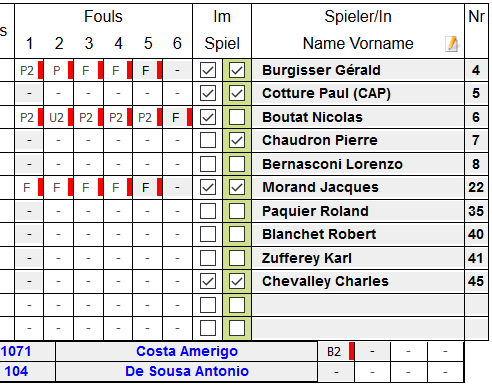 s Fouls Im Spieler/In Nr
1 2 3 4 5 6 Spiel Name Vorname
P2 P F F F - Burgisser Gérald 4
- - - - - - Cotture Paul (CAP) 5
P2 U2 P2 P2 P2 F Boutat Nicolas 6
- - - - - - Chaudron Pierre 7
- - - - - - Bernasconi Lorenzo 8
F F F F F - Morand Jacques 22
- - - - - - Paquier Roland 35
- - - - - - Blanchet Robert 40
- - - - - - Zufferey Karl 41
- - - - - - Chevalley Charles 45
- - - - - -
- - - - - -
1071 Costa Amerigo B2 - - -
104 De Sousa Antonio - - - -